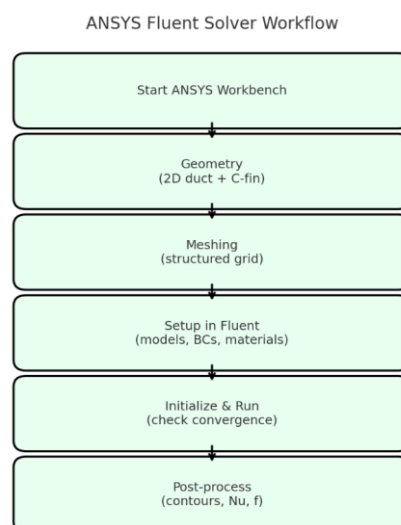 ANSYS Fluent Solver Workflow
Start ANSYS Workbench
Geometry
(2D duct + C-fin)
Meshing
(structured grid)
Setup in Fluent
(models, BCs, materials)
Initialize & Run
(check convergence)
Post-process
(contours, Nu, f)